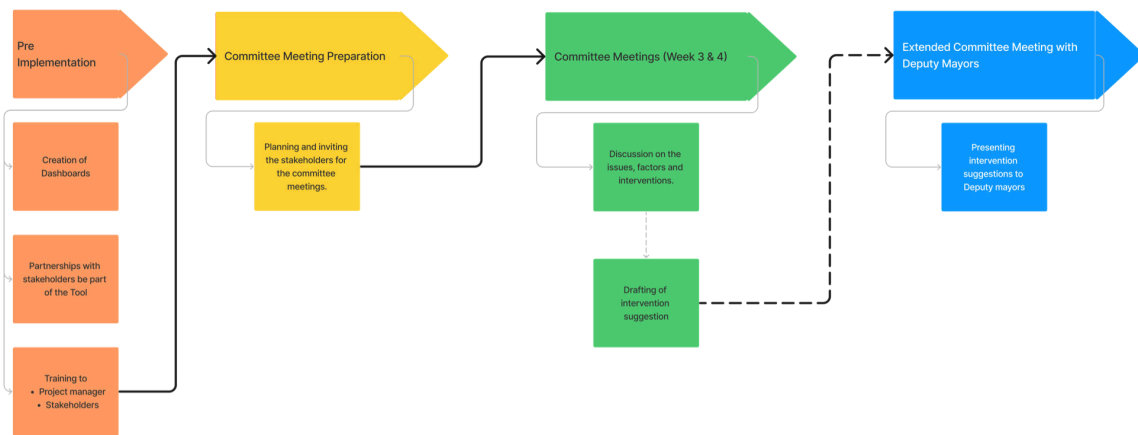 Pre
Implementation
Creation of
Dashboards
Partnerships with
stakeholders be part
of the Tool
Training to
• Project manager
• Stakeholders
Committee Meeting Preparation
Planning and inviting
the stakeholders for
the committee
meetings.
Committee Meetings (Week 3 & 4)
Discussion on the
issues, factors and
interventions.
Drafting of
intervention
suggestion
Extended Committee Meeting with
Deputy Mayors
Presenting
intervention
suggestions to
Deputy mayors